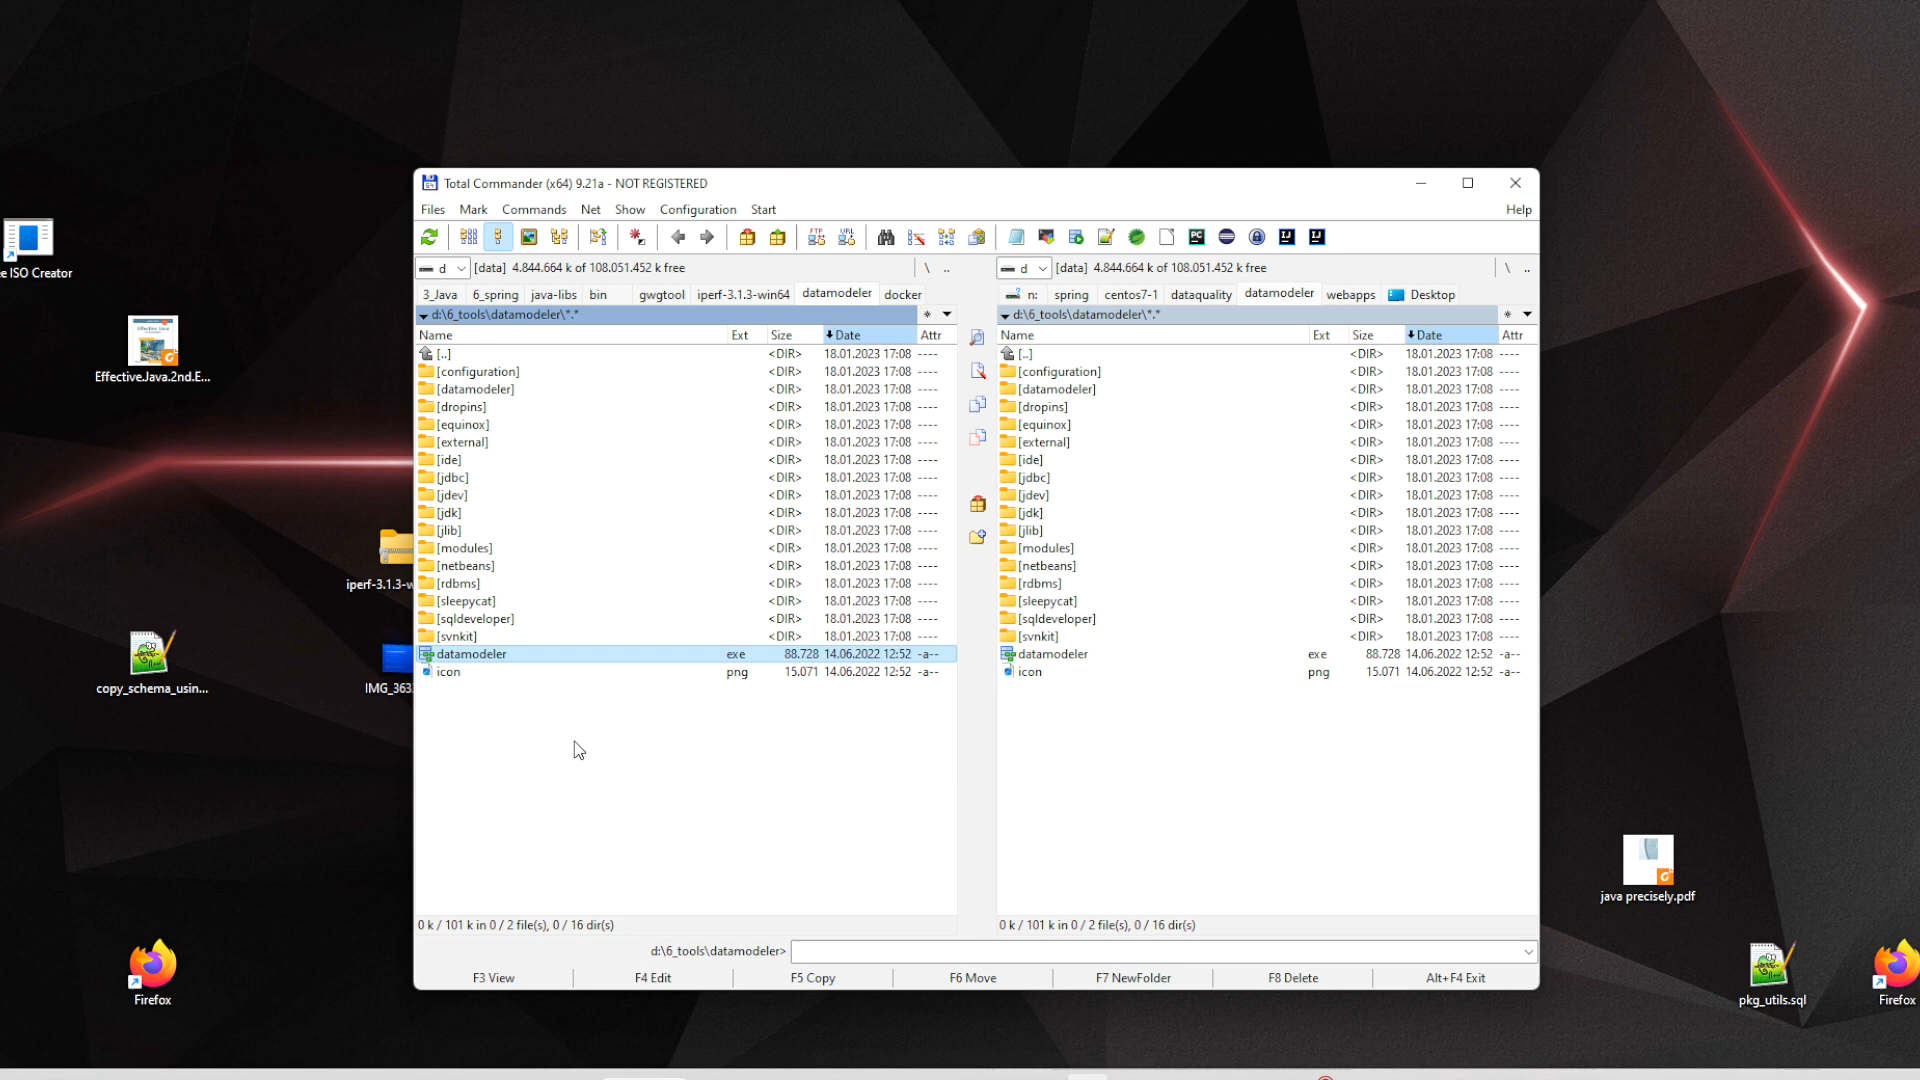 Total Commander (x64) 9.21a - NOT REGISTERED
Files Mark Commands Net Show Configuration Start Help
FTP URL PC IJ IJ
d [data] 4.844.664 k of 108.051.452 k free \ .. d [data] 4.844.664 k of 108.051.452 k free \ ..
3_Java 6_spring java-libs bin gwgtool iperf-3.1.3-win64 datamodeler docker n: spring centos7-1 dataquality datamodeler webapps Desktop
d:\6_tools\datamodeler\*.* * d:\6_tools\datamodeler\*.* *
Name Ext Size Date Attr Name Ext Size Date Attr
[..] <DIR> 18.01.2023 17:08 ---- [..] <DIR> 18.01.2023 17:08 ----
[configuration] <DIR> 18.01.2023 17:08 ---- [configuration] <DIR> 18.01.2023 17:08 ----
[datamodeler] <DIR> 18.01.2023 17:08 ---- [datamodeler] <DIR> 18.01.2023 17:08 ----
[dropins] <DIR> 18.01.2023 17:08 ---- [dropins] <DIR> 18.01.2023 17:08 ----
[equinox] <DIR> 18.01.2023 17:08 ---- [equinox] <DIR> 18.01.2023 17:08 ----
[external] <DIR> 18.01.2023 17:08 ---- [external] <DIR> 18.01.2023 17:08 ----
[ide] <DIR> 18.01.2023 17:08 ---- [ide] <DIR> 18.01.2023 17:08 ----
[jdbc] <DIR> 18.01.2023 17:08 ---- [jdbc] <DIR> 18.01.2023 17:08 ----
[jdev] <DIR> 18.01.2023 17:08 ---- [jdev] <DIR> 18.01.2023 17:08 ----
[jdk] <DIR> 18.01.2023 17:08 ---- [jdk] <DIR> 18.01.2023 17:08 ----
[jlib] <DIR> 18.01.2023 17:08 ---- [jlib] <DIR> 18.01.2023 17:08 ----
[modules] <DIR> 18.01.2023 17:08 ---- [modules] <DIR> 18.01.2023 17:08 ----
[netbeans] <DIR> 18.01.2023 17:08 ---- [netbeans] <DIR> 18.01.2023 17:08 ----
[rdbms] <DIR> 18.01.2023 17:08 ---- [rdbms] <DIR> 18.01.2023 17:08 ----
[sleepycat] <DIR> 18.01.2023 17:08 ---- [sleepycat] <DIR> 18.01.2023 17:08 ----
[sqldeveloper] <DIR> 18.01.2023 17:08 ---- [sqldeveloper] <DIR> 18.01.2023 17:08 ----
[svnkit] <DIR> 18.01.2023 17:08 ---- [svnkit] <DIR> 18.01.2023 17:08 ----
datamodeler exe 88.728 14.06.2022 12:52 -a-- datamodeler exe 88.728 14.06.2022 12:52 -a--
icon png 15.071 14.06.2022 12:52 -a-- icon png 15.071 14.06.2022 12:52 -a--
0 k / 101 k in 0 / 2 file(s), 0 / 16 dir(s) 0 k / 101 k in 0 / 2 file(s), 0 / 16 dir(s)
d:\6_tools\datamodeler>
F3 View F4 Edit F5 Copy F6 Move F7 NewFolder F8 Delete Alt+F4 Exit
e ISO Creator
Effective.Java.2nd.E...
iperf-3.1.3-w
copy_schema_usin...
IMG_363
Firefox
java precisely.pdf
pkg_utils.sql
Firefox